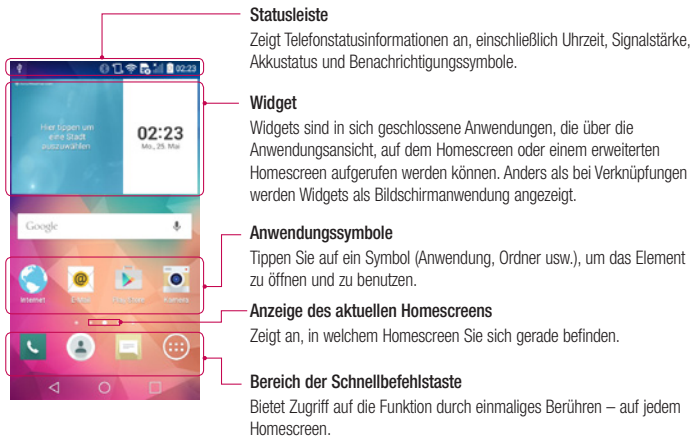 Statusleiste
Zeigt Telefonstatusinformationen an, einschließlich Uhrzeit, Signalstärke,
Akkustatus und Benachrichtigungssymbole.
02:23
Widget
Widgets sind in sich geschlossene Anwendungen, die über die
Anwendungsansicht, auf dem Homescreen oder einem erweiterten
Homescreen aufgerufen werden können. Anders als bei Verknüpfungen
werden Widgets als Bildschirmanwendung angezeigt.
Hier tippen um
eine Stadt
auszuwählen
02:23
Mo., 25. Mai
Google
Anwendungssymbole
Tippen Sie auf ein Symbol (Anwendung, Ordner usw.), um das Element
zu öffnen und zu benutzen.
Internet E-Mail Play Store Kamera
Anzeige des aktuellen Homescreens
Zeigt an, in welchem Homescreen Sie sich gerade befinden.
Bereich der Schnellbefehlstaste
Bietet Zugriff auf die Funktion durch einmaliges Berühren – auf jedem
Homescreen.